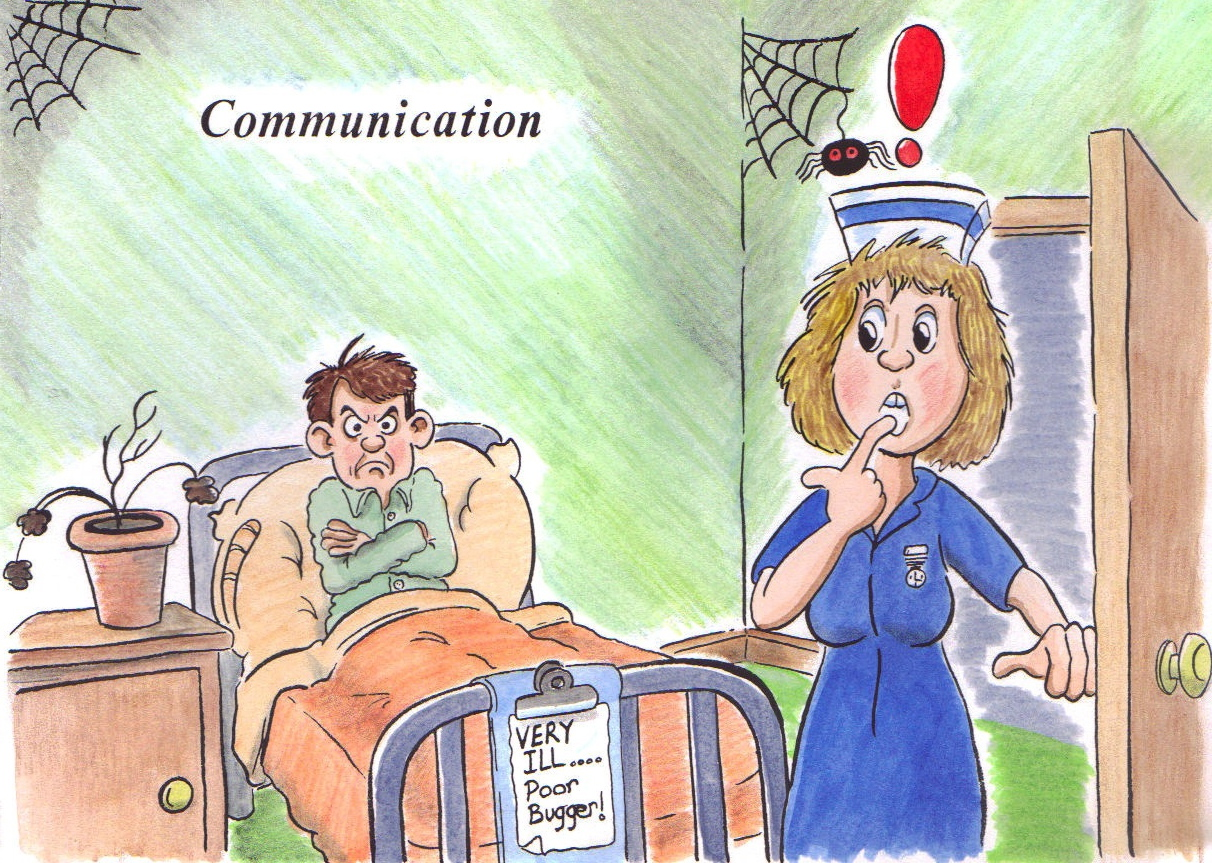 Communication
VERY
ILL....
Poor
Bugger!